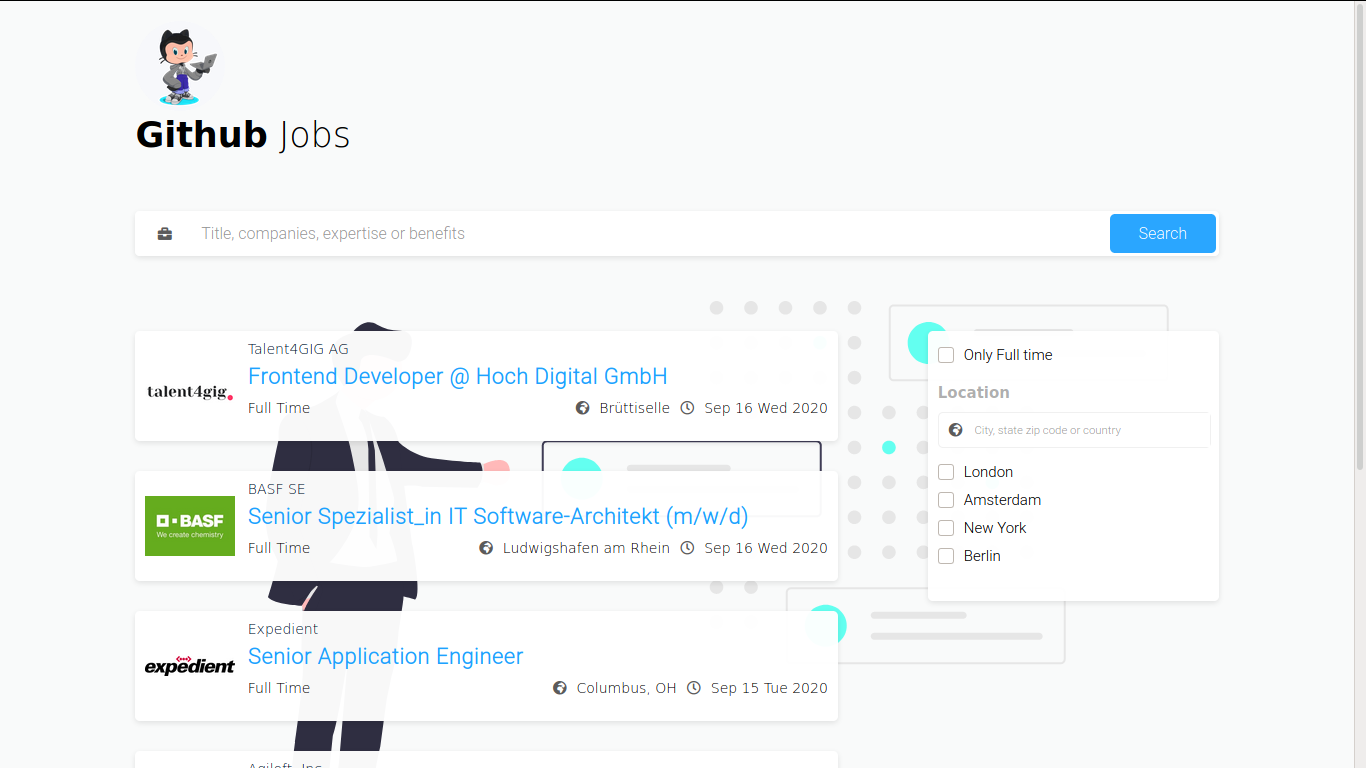 Github Jobs
Title, companies, expertise or benefits
Search
Talent4GIG AG
talent4gig.
Frontend Developer @ Hoch Digital GmbH
Full Time
Brüttiselle
Sep 16 Wed 2020
BASF SE
BASF
We create chemistry
Senior Spezialist_in IT Software-Architekt (m/w/d)
Full Time
Ludwigshafen am Rhein
Sep 16 Wed 2020
Expedient
expedient
Senior Application Engineer
Full Time
Columbus, OH
Sep 15 Tue 2020
Only Full time
Location
City, state zip code or country
London
Amsterdam
New York
Berlin